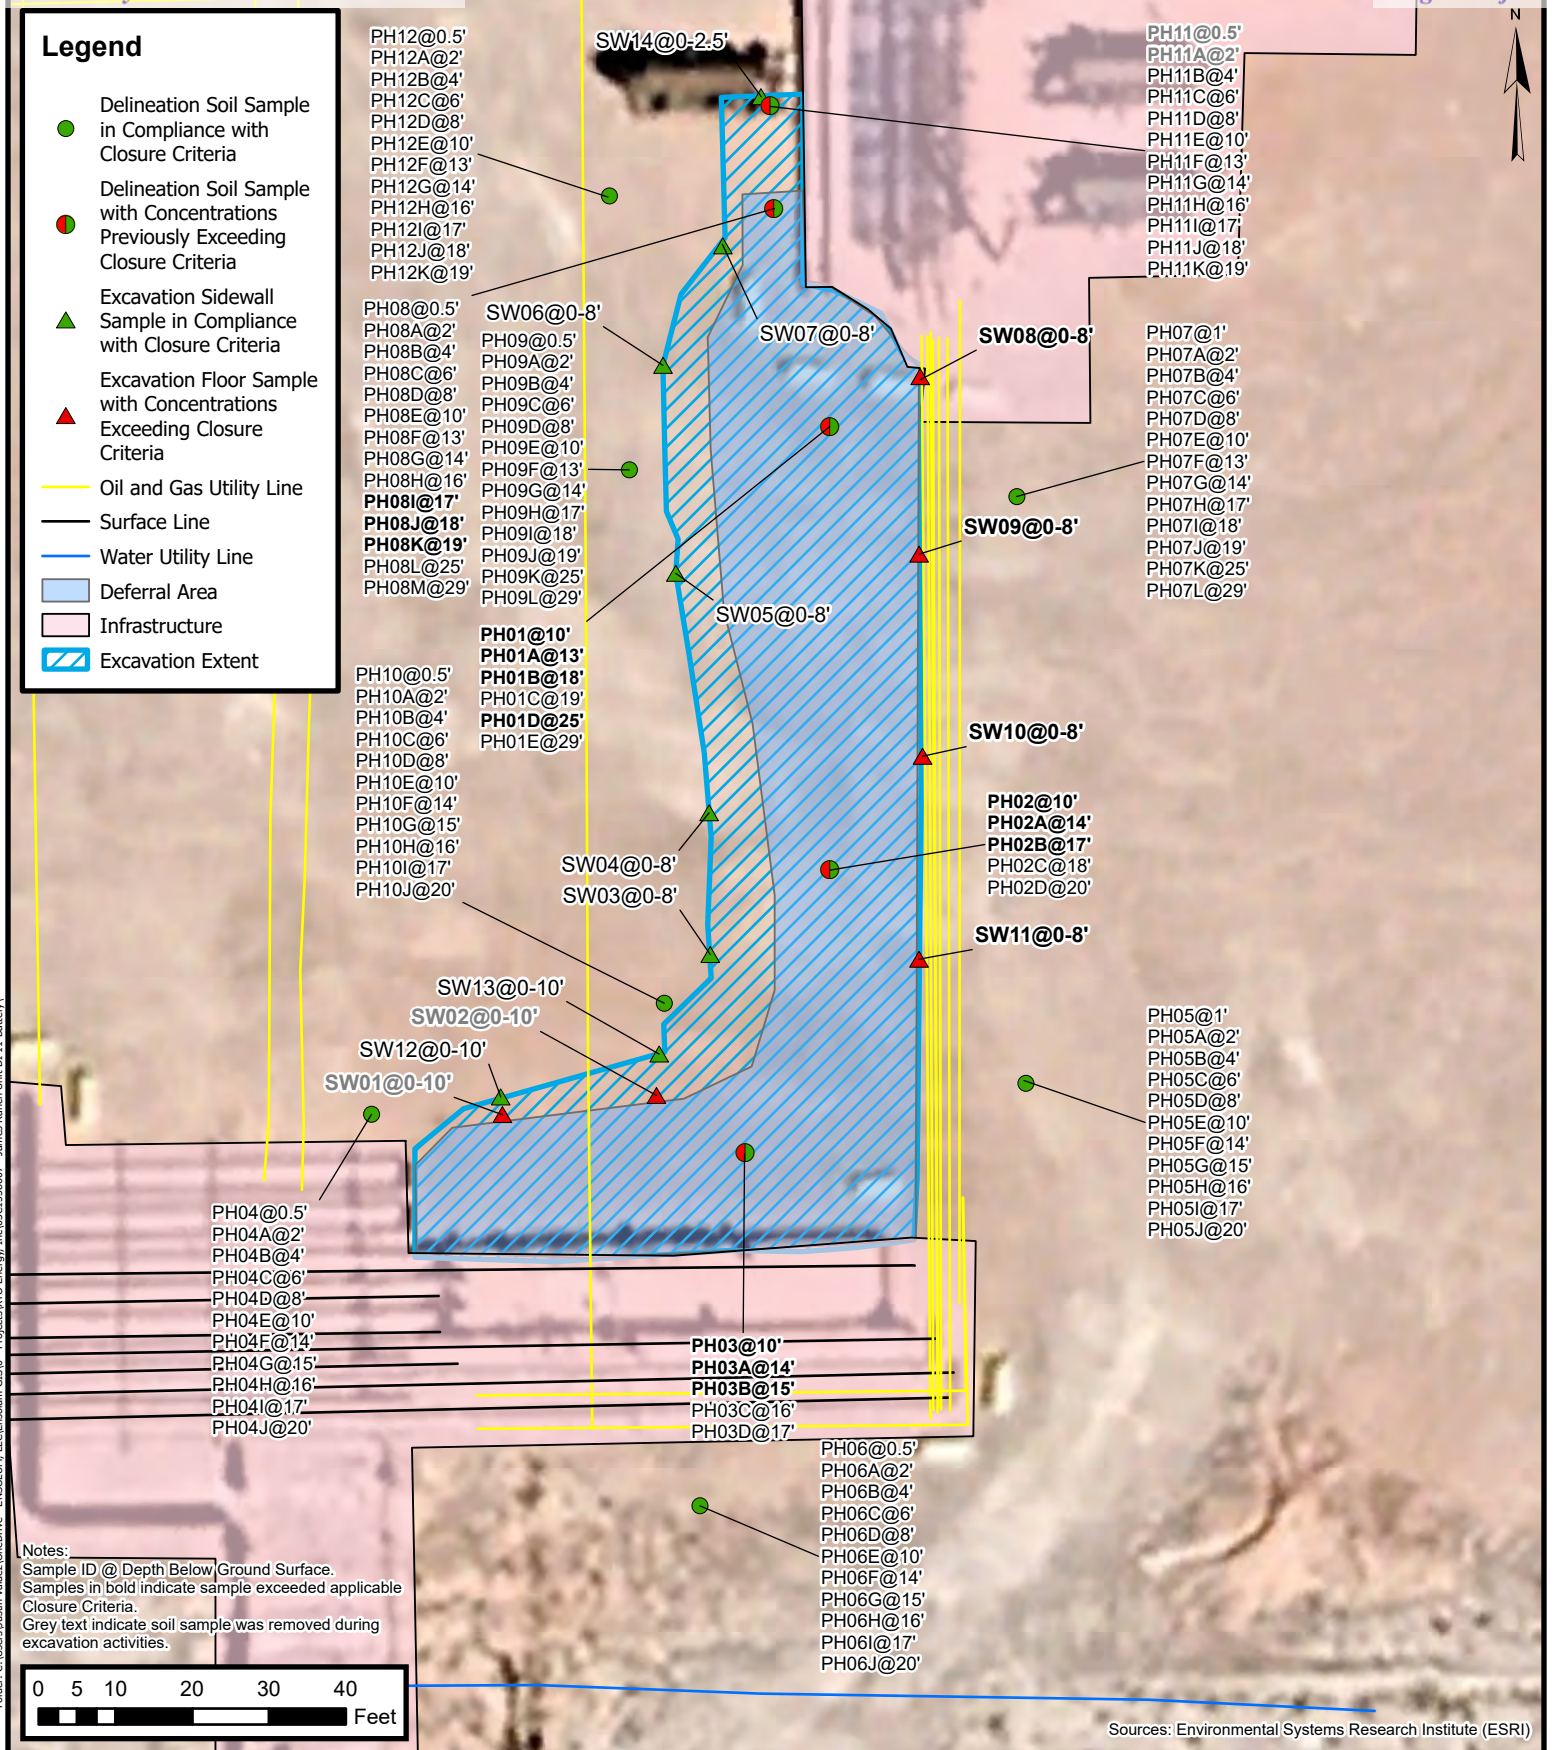 Legend
Delineation Soil Sample
in Compliance with
Closure Criteria
Delineation Soil Sample
with Concentrations
Previously Exceeding
Closure Criteria
Excavation Sidewall
Sample in Compliance
with Closure Criteria
Excavation Floor Sample
with Concentrations
Exceeding Closure
Criteria
Oil and Gas Utility Line
Surface Line
Water Utility Line
Deferral Area
Infrastructure
Excavation Extent
PH12@0.5'
PH12A@2'
PH12B@4'
PH12C@6'
PH12D@8'
PH12E@10'
PH12F@13'
PH12G@14'
PH12H@16'
PH12I@17'
PH12J@18'
PH12K@19'
SW14@0-2.5'
PH11@0.5'
PH11A@2'
PH11B@4'
PH11C@6'
PH11D@8'
PH11E@10'
PH11F@13'
PH11G@14'
PH11H@16'
PH11I@17'
PH11J@18'
PH11K@19'
N
PH08@0.5'
PH08A@2'
PH08B@4'
PH08C@6'
PH08D@8'
PH08E@10'
PH08F@13'
PH08G@14'
PH08H@16'
PH08I@17'
PH08J@18'
PH08K@19'
PH08L@25'
PH08M@29'
SW06@0-8'
PH09@0.5'
PH09A@2'
PH09B@4'
PH09C@6'
PH09D@8'
PH09E@10'
PH09F@13'
PH09G@14'
PH09H@17'
PH09I@18'
PH09J@19'
PH09K@25'
PH09L@29'
SW07@0-8'
SW08@0-8'
PH07@1'
PH07A@2'
PH07B@4'
PH07C@6'
PH07D@8'
PH07E@10'
PH07F@13'
PH07G@14'
PH07H@17'
PH07I@18'
PH07J@19'
PH07K@25'
PH07L@29'
SW09@0-8'
SW05@0-8'
PH01@10'
PH01A@13'
PH01B@18'
PH01C@19'
PH01D@25'
PH01E@29'
PH10@0.5'
PH10A@2'
PH10B@4'
PH10C@6'
PH10D@8'
PH10E@10'
PH10F@14'
PH10G@15'
PH10H@16'
PH10I@17'
PH10J@20'
SW10@0-8'
PH02@10'
PH02A@14'
PH02B@17'
PH02C@18'
PH02D@20'
SW04@0-8'
SW03@0-8'
SW11@0-8'
SW13@0-10'
SW02@0-10'
SW12@0-10'
SW01@0-10'
PH05@1'
PH05A@2'
PH05B@4'
PH05C@6'
PH05D@8'
PH05E@10'
PH05F@14'
PH05G@15'
PH05H@16'
PH05I@17'
PH05J@20'
PH04@0.5'
PH04A@2'
PH04B@4'
PH04C@6'
PH04D@8'
PH04E@10'
PH04F@14'
PH04G@15'
PH04H@16'
PH04I@17'
PH04J@20'
PH03@10'
PH03A@14'
PH03B@15'
PH03C@16'
PH03D@17'
PH06@0.5'
PH06A@2'
PH06B@4'
PH06C@6'
PH06D@8'
PH06E@10'
PH06F@14'
PH06G@15'
PH06H@16'
PH06I@17'
PH06J@20'
Notes:
Sample ID @ Depth Below Ground Surface.
Samples in bold indicate sample exceeded applicable
Closure Criteria.
Grey text indicate soil sample was removed during
excavation activities.
0 5 10 20 30 40
Feet
Sources: Environmental Systems Research Institute (ESRI)